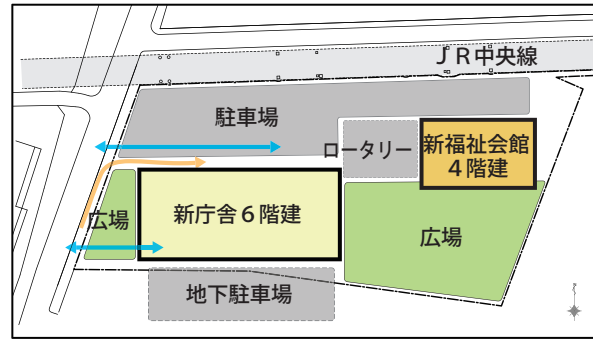 ＪＲ中央線
駐車場
ロータリー
新福祉会館
４階建
広場
新庁舎６階建
広場
地下駐車場